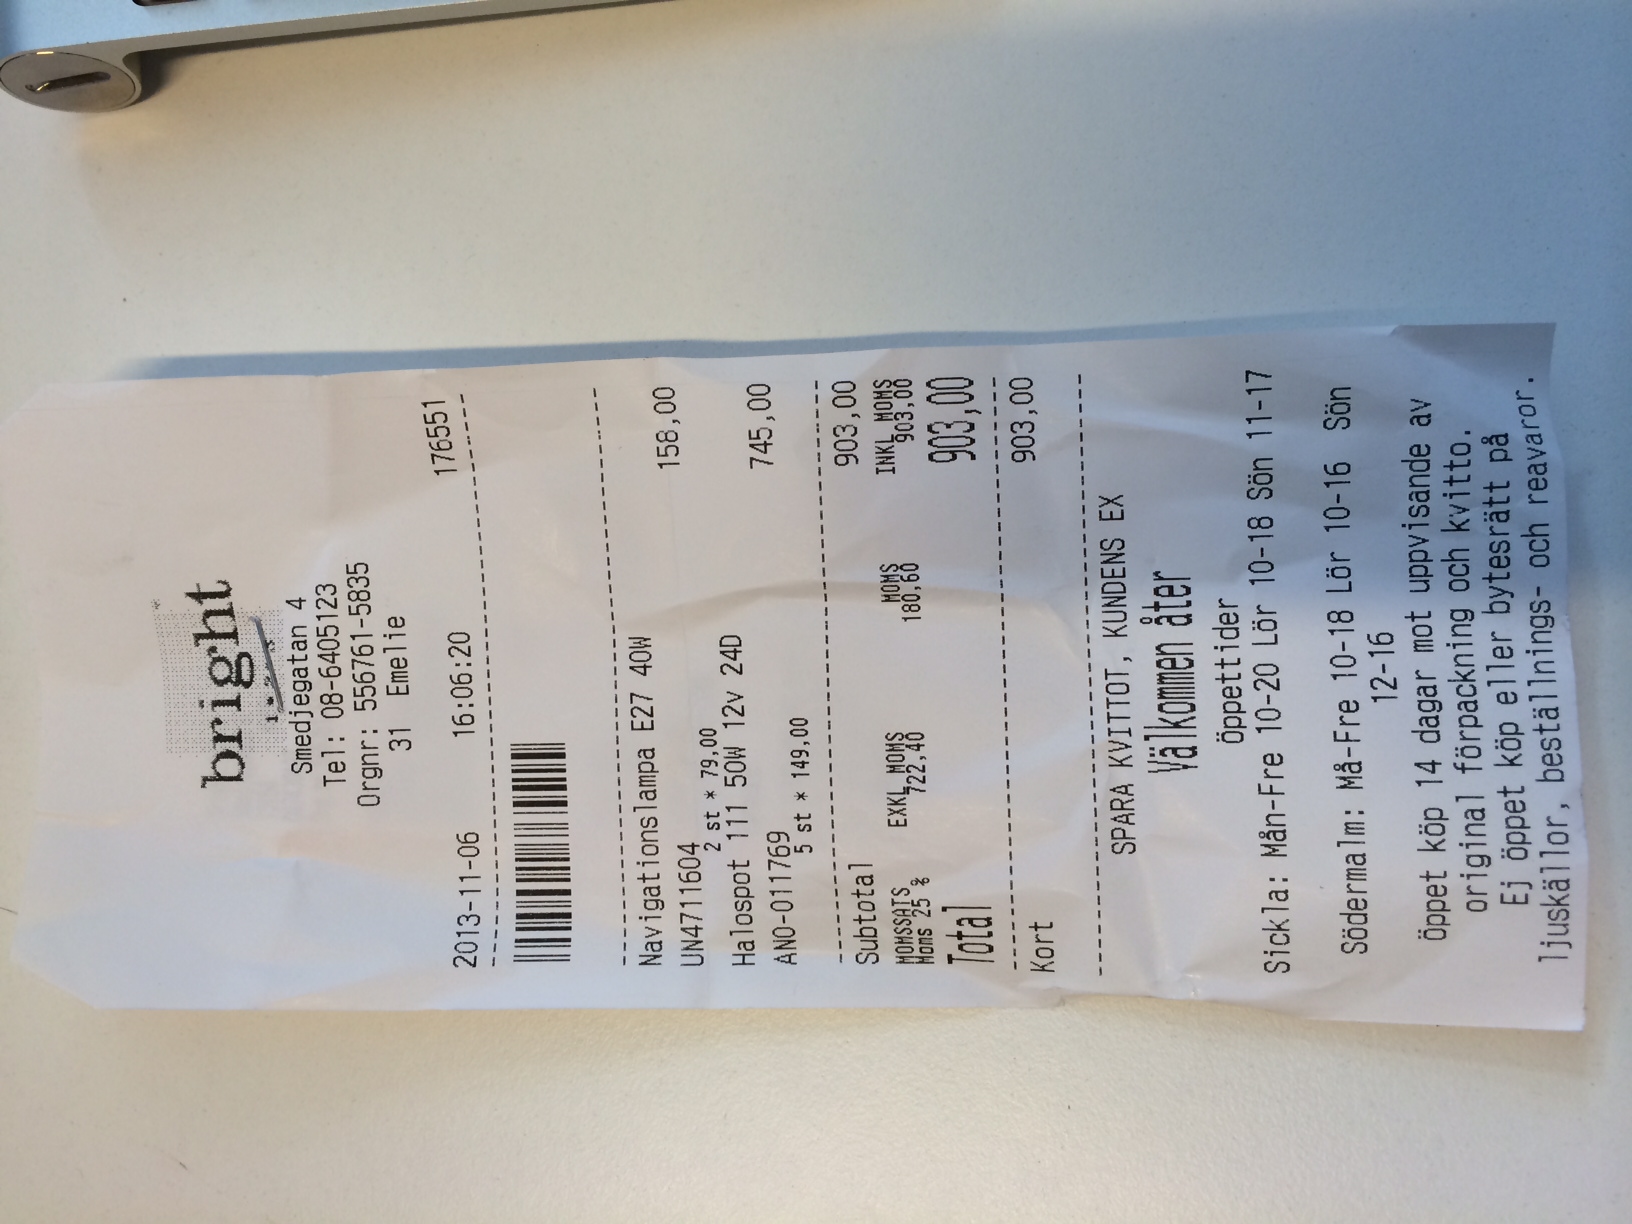 bright
Smedjegatan 4
Tel: 08-6405123
Orgnr: 556761-5835
31 Emelie
2013-11-06 16:06:20 176551
Navigationslampa E27 40W
UN4711604 158,00
2 st * 79,00
Halospot 111 50W 12v 24D
ANO-011769 745,00
5 st * 149,00
Subtotal 903,00
MOMSSATS EXKL MOMS MOMS INKL MOMS
Moms 25 % 722,40 180,60 903,00
Total 903,00
Kort 903,00
SPARA KVITTOT, KUNDENS EX
Välkommen åter
Öppettider
Sickla: Mån-Fre 10-20 Lör 10-18 Sön 11-17
Södermalm: Må-Fre 10-18 Lör 10-16 Sön
12-16
Öppet köp 14 dagar mot uppvisande av
original förpackning och kvitto.
Ej öppet köp eller bytesrätt på
ljuskällor, beställnings- och reavaror.